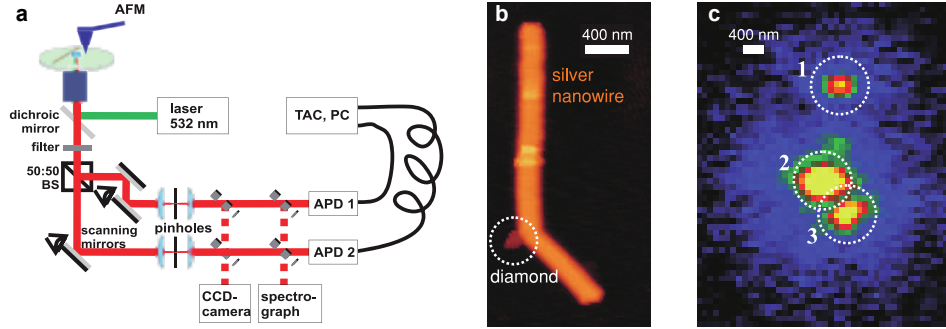 a
AFM
dichroic
mirror
laser
532 nm
TAC, PC
filter
50:50
BS
scanning
mirrors
pinholes
APD 1
APD 2
CCD-
camera
spectro-
graph
b
400 nm
silver
nanowire
diamond
c
400 nm
1
2
3